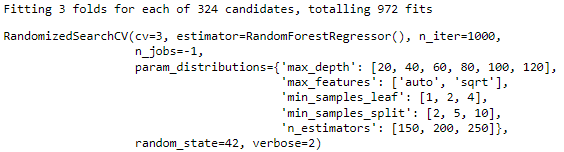 Fitting 3 folds for each of 324 candidates, totalling 972 fits
RandomizedSearchCV(cv=3, estimator=RandomForestRegressor(), n_iter=1000,
n_jobs=-1,
param_distributions={'max_depth': [20, 40, 60, 80, 100, 120],
'max_features': ['auto', 'sqrt'],
'min_samples_leaf': [1, 2, 4],
'min_samples_split': [2, 5, 10],
'n_estimators': [150, 200, 250]},
random_state=42, verbose=2)